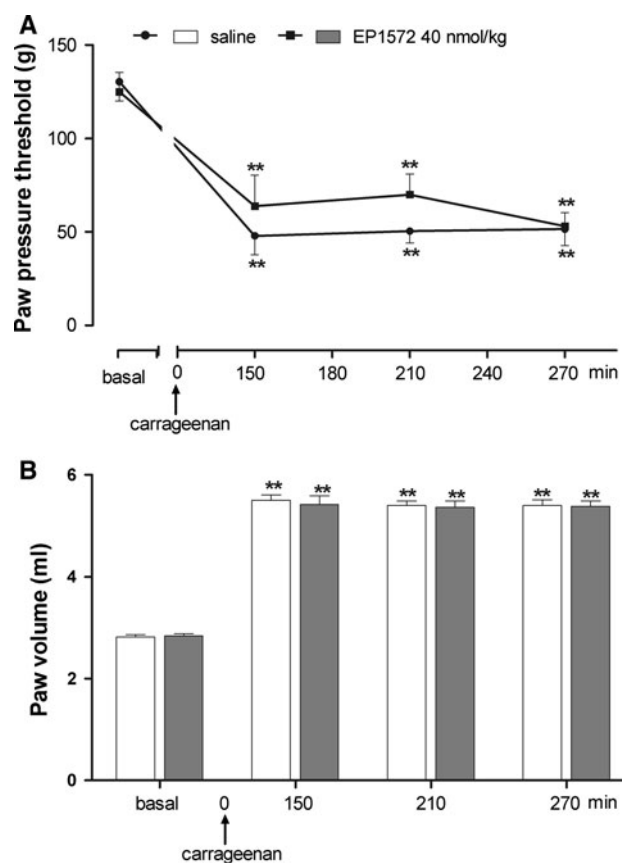 A
saline EP1572 40 nmol/kg
Paw pressure threshold (g)
150
100
50
0
** ** **
** ** **
basal 0 150 180 210 240 270 min
carrageenan
B
Paw volume (ml)
6
4
2
0
** ** ** ** ** **
basal 0 150 210 270 min
carrageenan